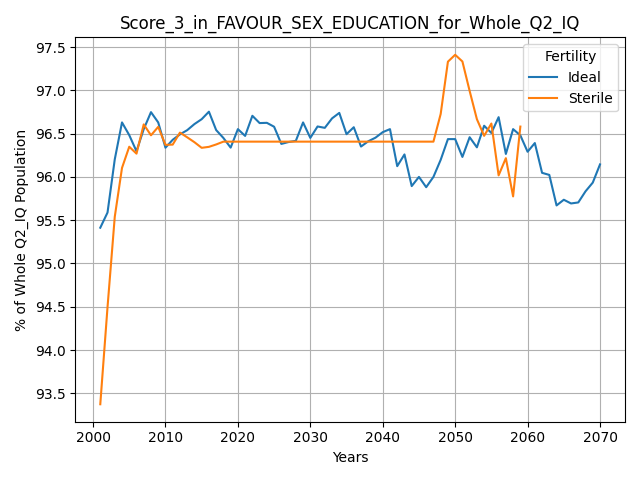 Score_3_in_FAVOUR_SEX_EDUCATION_for_Whole_Q2_IQ
Fertility
Ideal
Sterile
% of Whole Q2_IQ Population
97.5
97.0
96.5
96.0
95.5
95.0
94.5
94.0
93.5
2000 2010 2020 2030 2040 2050 2060 2070
Years